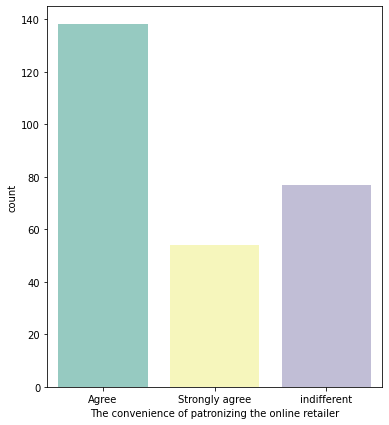 140
120
100
80
60
40
20
0
count
Agree Strongly agree indifferent
The convenience of patronizing the online retailer